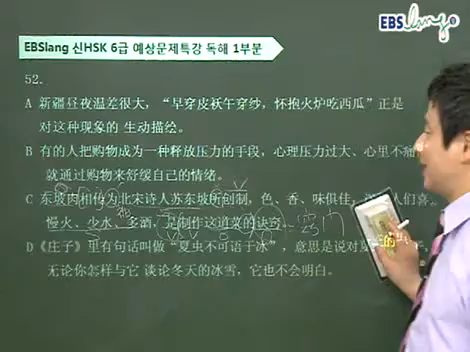 EBSlang
EBSlang 신HSK 6급 예상문제특강 독해 1부문
52.
A 新疆昼夜温差很大，“早穿皮袄午穿纱，怀抱火炉吃西瓜”正是
对这种现象的 生动描绘。
B 有的人把购物成为一种释放压力的手段，心理压力过大、心里不痛
就通过购物来舒缓自己的情绪。
C 东坡肉相传为北宋诗人苏东坡所创制，色、香、味俱佳，
人们喜
慢火、少水、多酒，是制作这道菜的诀窍
D《庄子》里有句话叫做“夏虫不可语于冰”，意思是说对
无论你怎样与它 谈论冬天的冰雪，它也不会明白。